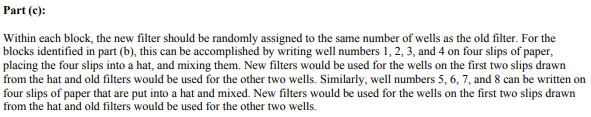 Part (c):
Within each block, the new filter should be randomly assigned to the same number of wells as the old filter. For the
blocks identified in part (b), this can be accomplished by writing well numbers 1, 2, 3, and 4 on four slips of paper,
placing the four slips into a hat, and mixing them. New filters would be used for the wells on the first two slips drawn
from the hat and old filters would be used for the other two wells. Similarly, well numbers 5, 6, 7, and 8 can be written on
four slips of paper that are put into a hat and mixed. New filters would be used for the wells on the first two slips drawn
from the hat and old filters would be used for the other two wells.